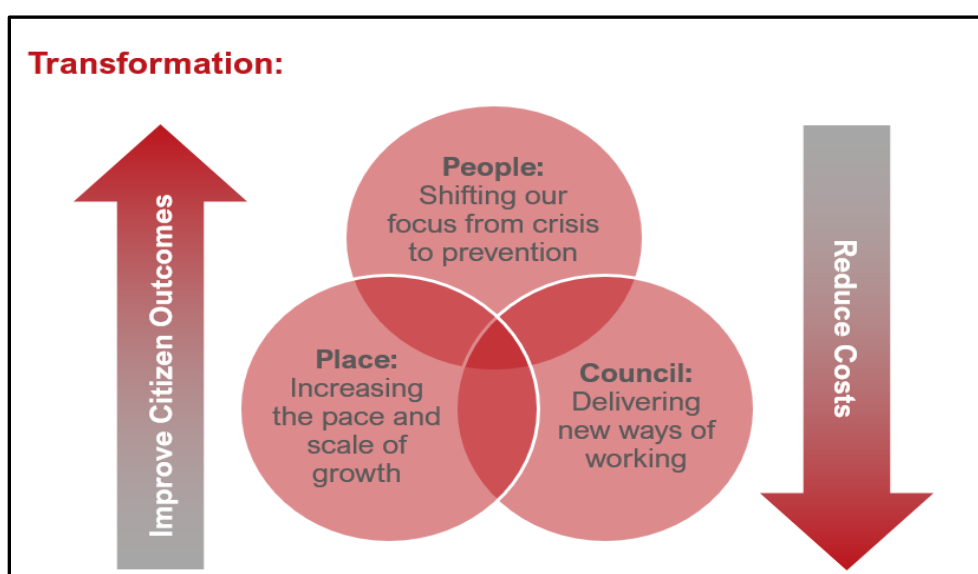 Transformation:
Improve Citizen Outcomes
People:
Shifting our
focus from crisis
to prevention
Place:
Increasing
the pace and
scale of
growth
Council:
Delivering
new ways of
working
Reduce Costs